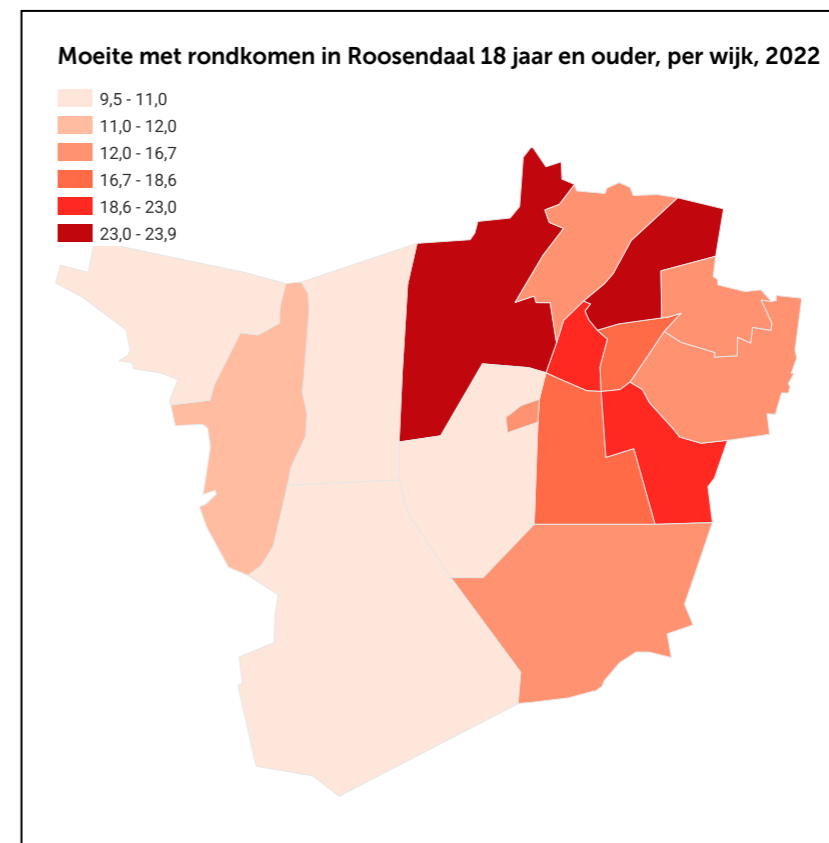 Moeite met rondkomen in Roosendaal 18 jaar en ouder, per wijk, 2022
9,5 - 11,0
11,0 - 12,0
12,0 - 16,7
16,7 - 18,6
18,6 - 23,0
23,0 - 23,9